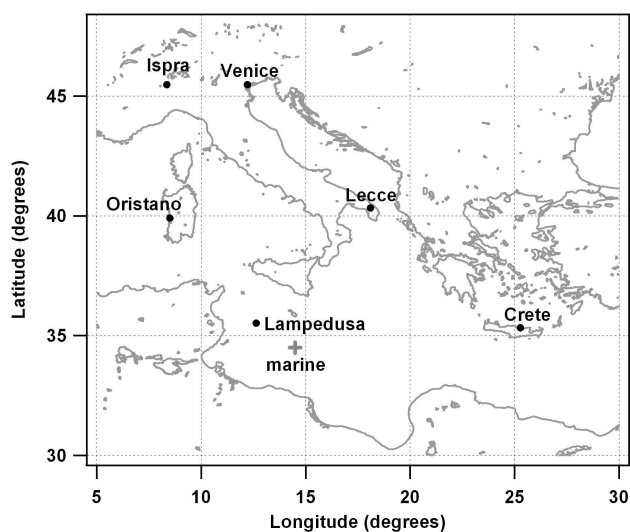 Ispra
Venice
45
Lecce
Oristano
40
Crete
35
Lampedusa
marine
30
5 10 15 20 25 30
Longitude (degrees)
Latitude (degrees)